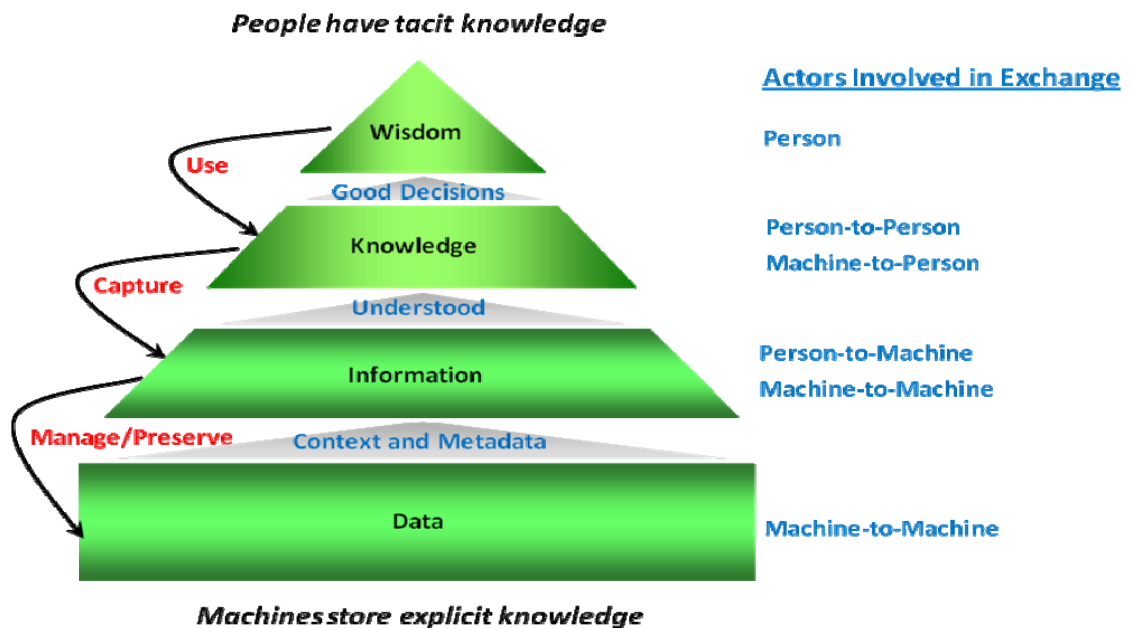 People have tacit knowledge
Actors Involved in Exchange
Wisdom
Person
Use
Good Decisions
Knowledge
Person-to-Person
Machine-to-Person
Capture
Understood
Information
Person-to-Machine
Machine-to-Machine
Manage/Preserve
Context and Metadata
Data
Machine-to-Machine
Machines store explicit knowledge